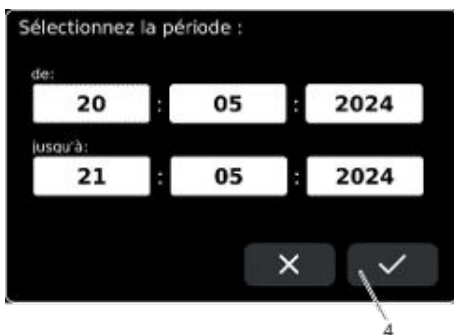 Sélectionnez la période :
de:
20 : 05 : 2024
jusqu'à:
21 : 05 : 2024
4